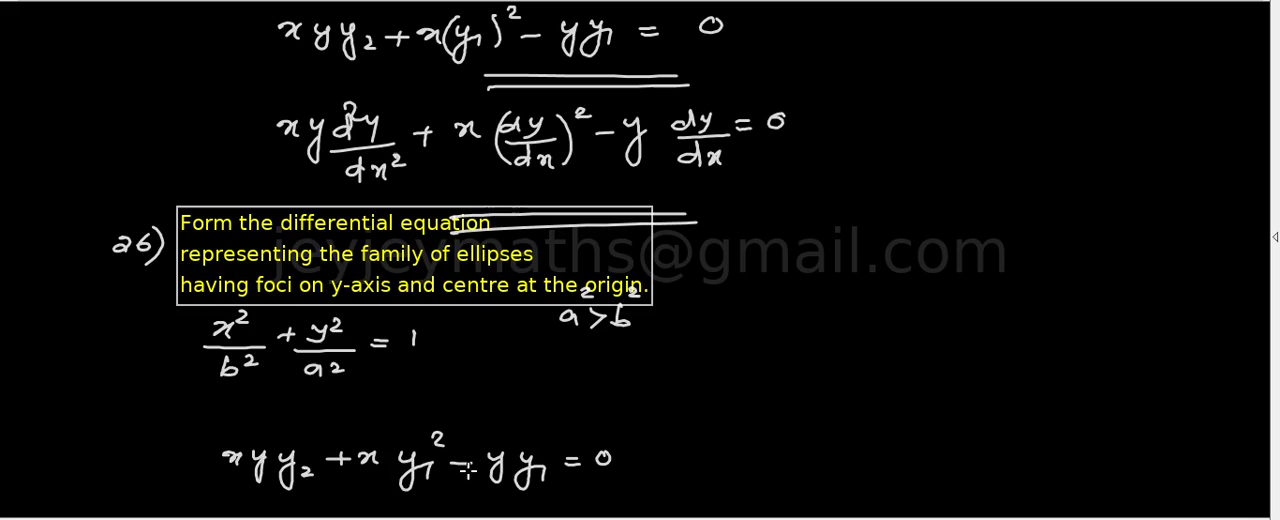 xyy₂ + x(y₁)² - yy₁ = 0
xy d²y/dx² + x (dy/dx)² - y dy/dx = 0
26) Form the differential equation
representing the family of ellipses
having foci on y-axis and centre at the origin.
jeyjeymaths@gmail.com
a² > b²
x²/b² + y²/a² = 1
xyy₂ + xy₁² - yy₁ = 0